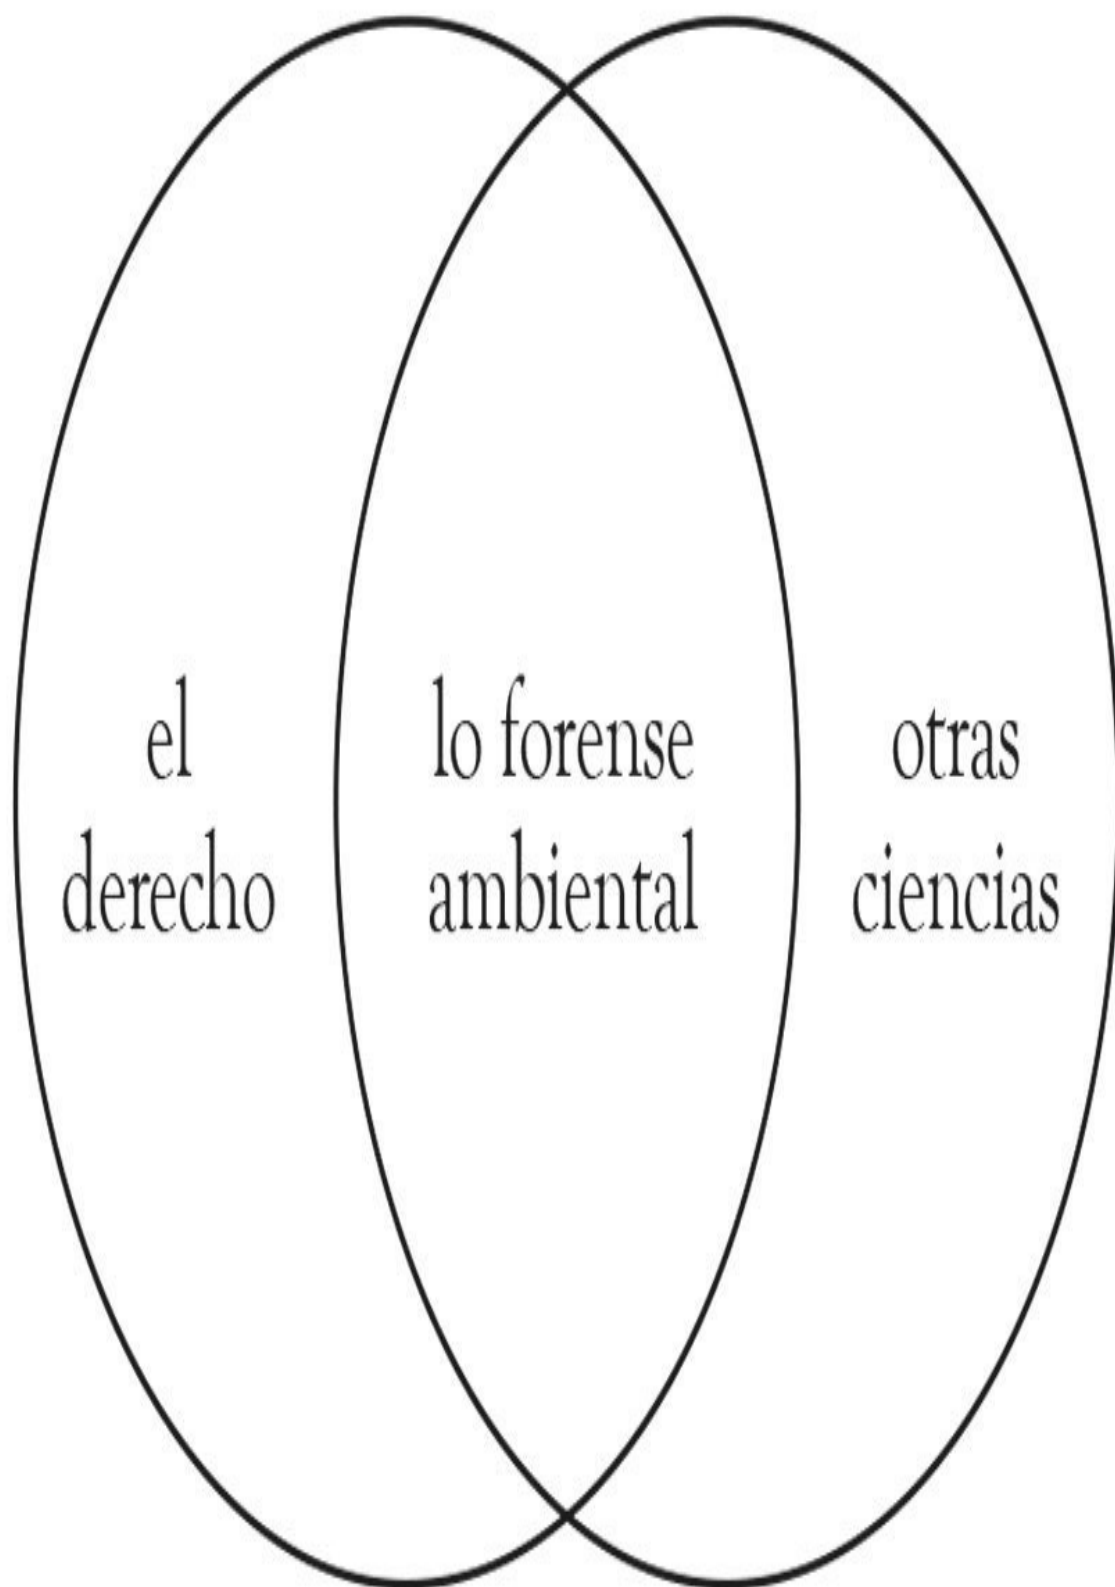 el
derecho
lo forense
ambiental
otras
ciencias